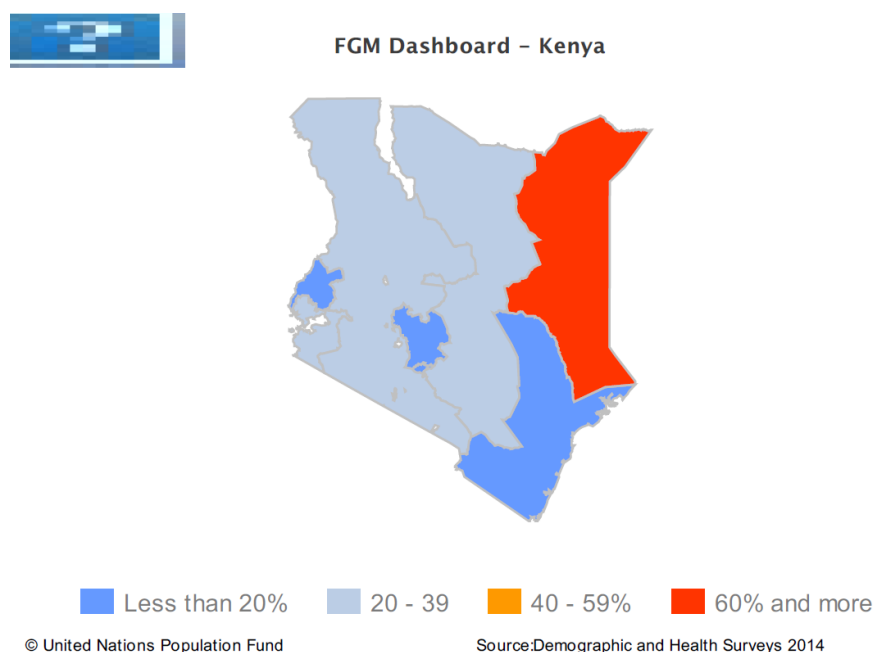 FGM Dashboard – Kenya
Less than 20% 20 - 39 40 - 59% 60% and more
© United Nations Population Fund Source:Demographic and Health Surveys 2014